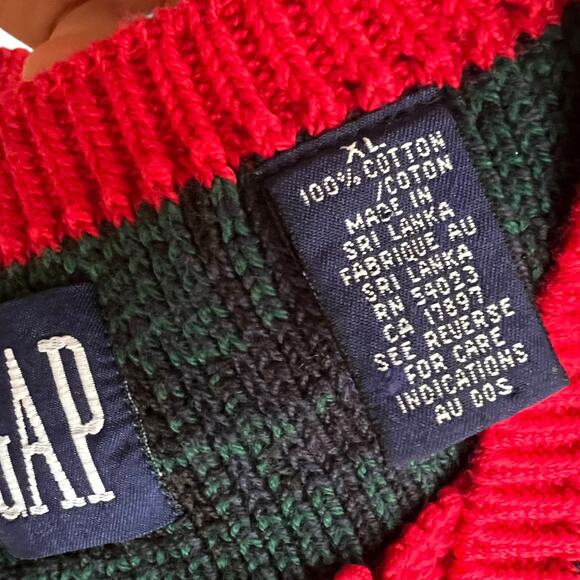 GAP
XL
100% COTTON
/COTON
MADE IN
SRI LANKA
FABRIQUE AU
SRI LANKA
RN 54023
CA 17897
SEE REVERSE
FOR CARE
INDICATIONS
AU DOS